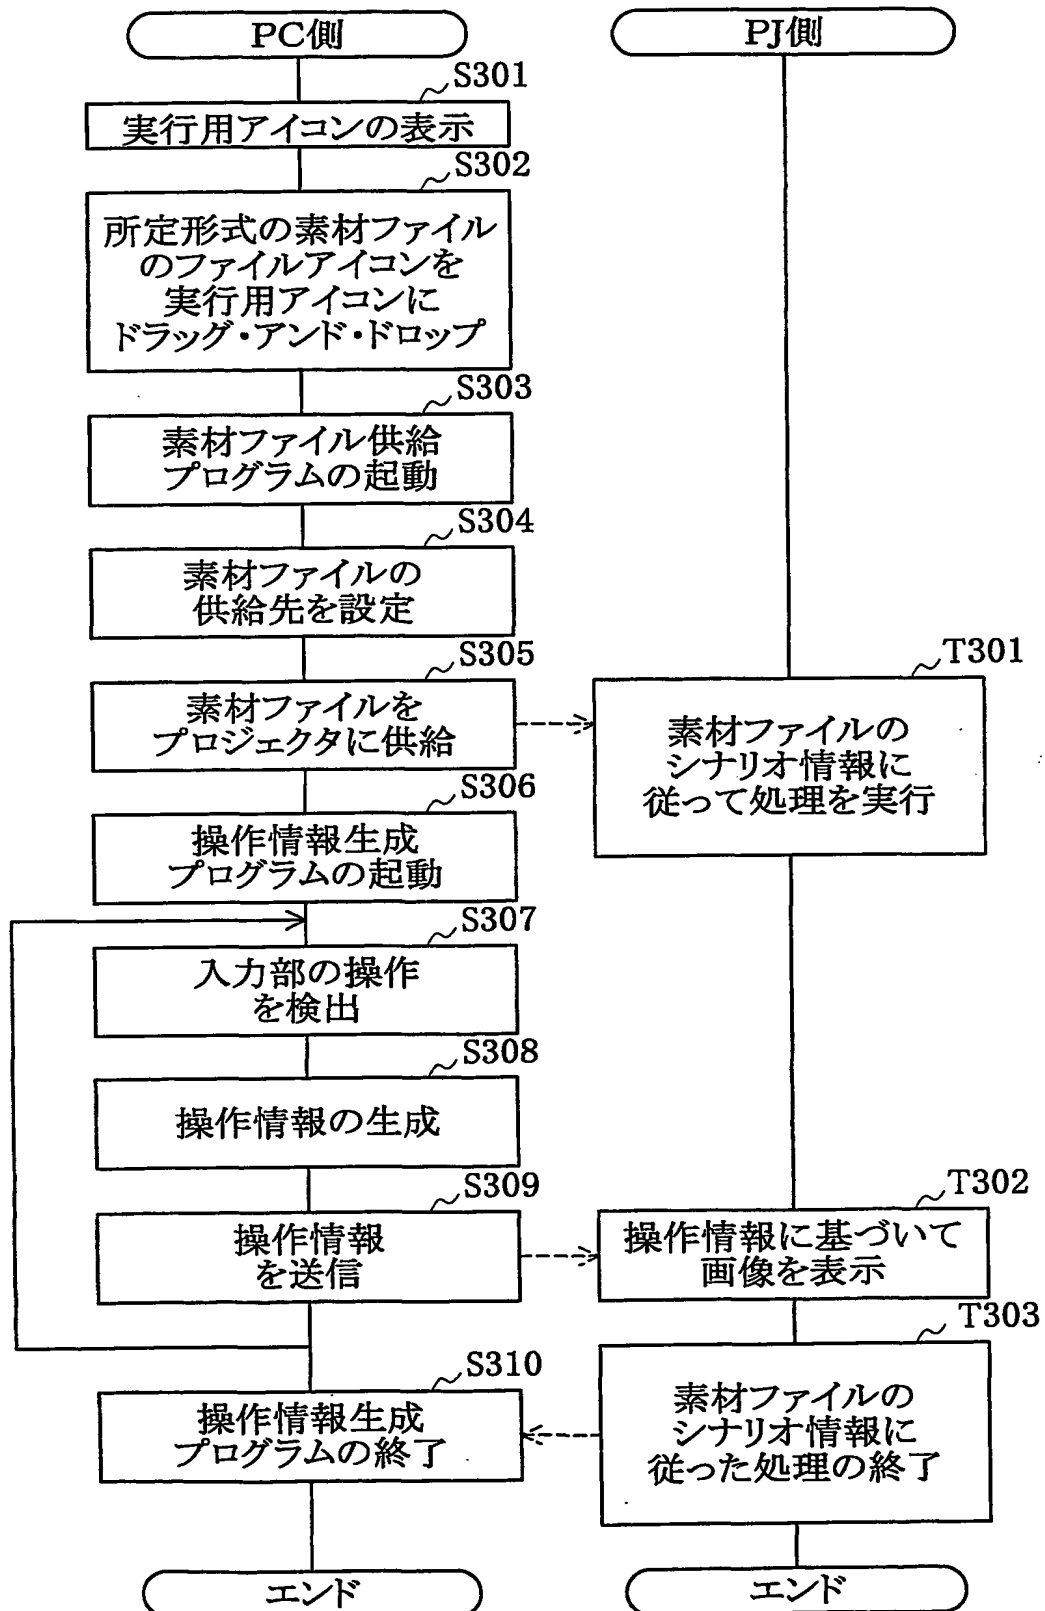 PC側
PJ側
S301
実行用アイコンの表示
S302
所定形式の素材ファイル
のファイルアイコンを
実行用アイコンに
ドラッグ・アンド・ドロップ
S303
素材ファイル供給
プログラムの起動
S304
素材ファイルの
供給先を設定
S305
素材ファイルを
プロジェクタに供給
T301
素材ファイルの
シナリオ情報に
従って処理を実行
S306
操作情報生成
プログラムの起動
S307
入力部の操作
を検出
S308
操作情報の生成
S309
操作情報
を送信
T302
操作情報に基づいて
画像を表示
T303
素材ファイルの
シナリオ情報に
従った処理の終了
S310
操作情報生成
プログラムの終了
エンド
エンド